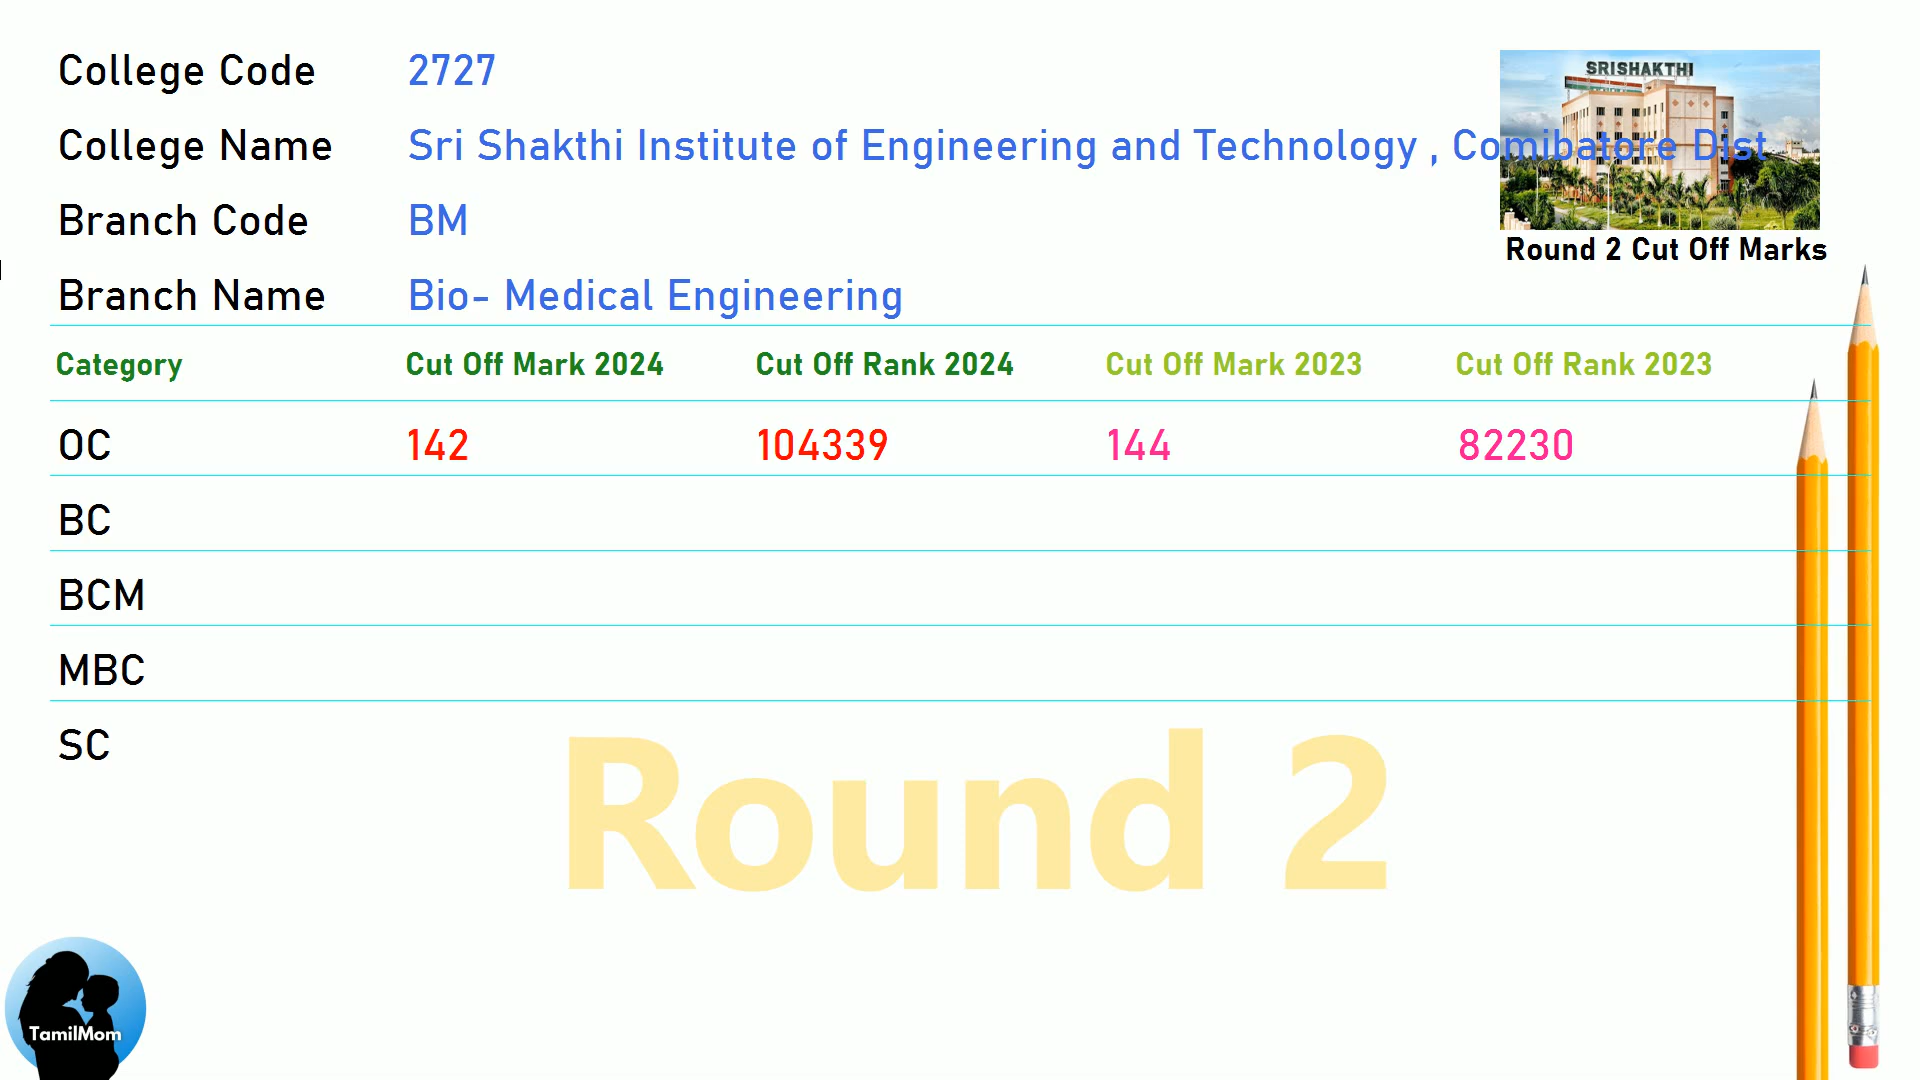 College Code 2727
SRISHAKTHI
College Name Sri Shakthi Institute of Engineering and Technology , Comibatore Dist
Branch Code BM
Round 2 Cut Off Marks
Branch Name Bio- Medical Engineering
Category Cut Off Mark 2024 Cut Off Rank 2024 Cut Off Mark 2023 Cut Off Rank 2023
OC 142 104339 144 82230
BC
BCM
MBC
SC
Round 2
TamilMom